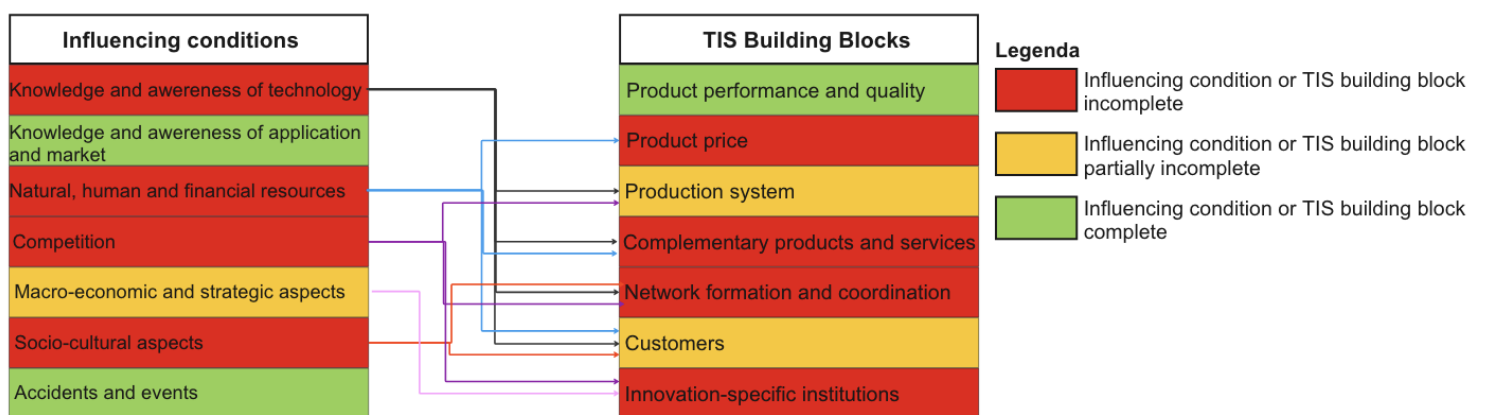 Influencing conditions
Knowledge and awereness of technology
Knowledge and awereness of application
and market
Natural, human and financial resources
Competition
Macro-economic and strategic aspects
Socio-cultural aspects
Accidents and events
TIS Building Blocks
Product performance and quality
Product price
Production system
Complementary products and services
Network formation and coordination
Customers
Innovation-specific institutions
Legenda
Influencing condition or TIS building block
incomplete
Influencing condition or TIS building block
partially incomplete
Influencing condition or TIS building block
complete